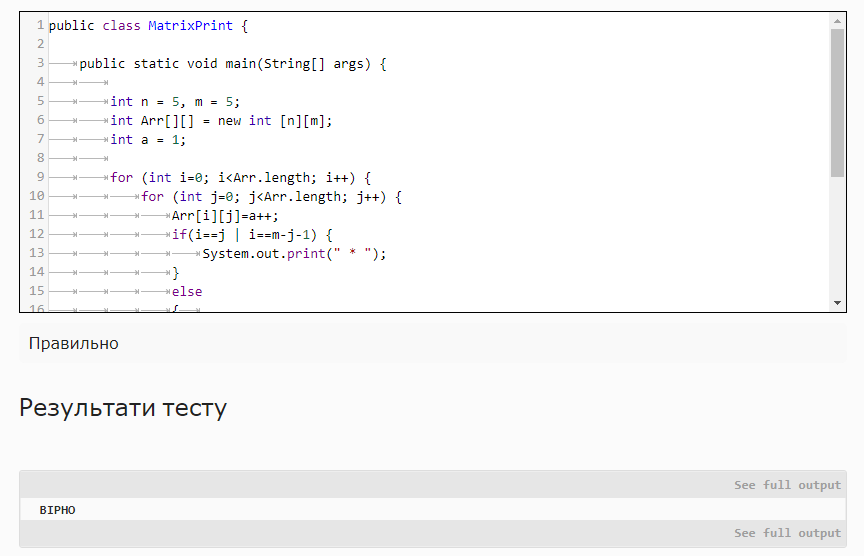 1 public class MatrixPrint {
2
3 public static void main(String[] args) {
4
5 int n = 5, m = 5;
6 int Arr[][] = new int [n][m];
7 int a = 1;
8
9 for (int i=0; i<Arr.length; i++) {
10 for (int j=0; j<Arr.length; j++) {
11 Arr[i][j]=a++;
12 if(i==j | i==m-j-1) {
13 System.out.print(" * ");
14 }
15 else
16 {
Правильно
Результати тесту
See full output
ВІРНО
See full output